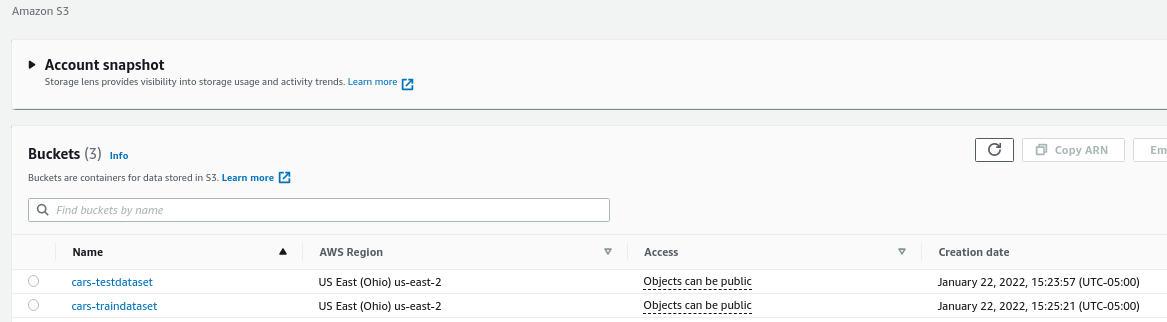 Amazon S3
Account snapshot
Storage lens provides visibility into storage usage and activity trends. Learn more
Buckets (3) Info
Copy ARN
Em
Buckets are containers for data stored in S3. Learn more
Find buckets by name
Name AWS Region Access Creation date
cars-testdataset US East (Ohio) us-east-2 Objects can be public January 22, 2022, 15:23:57 (UTC-05:00)
cars-traindataset US East (Ohio) us-east-2 Objects can be public January 22, 2022, 15:25:21 (UTC-05:00)